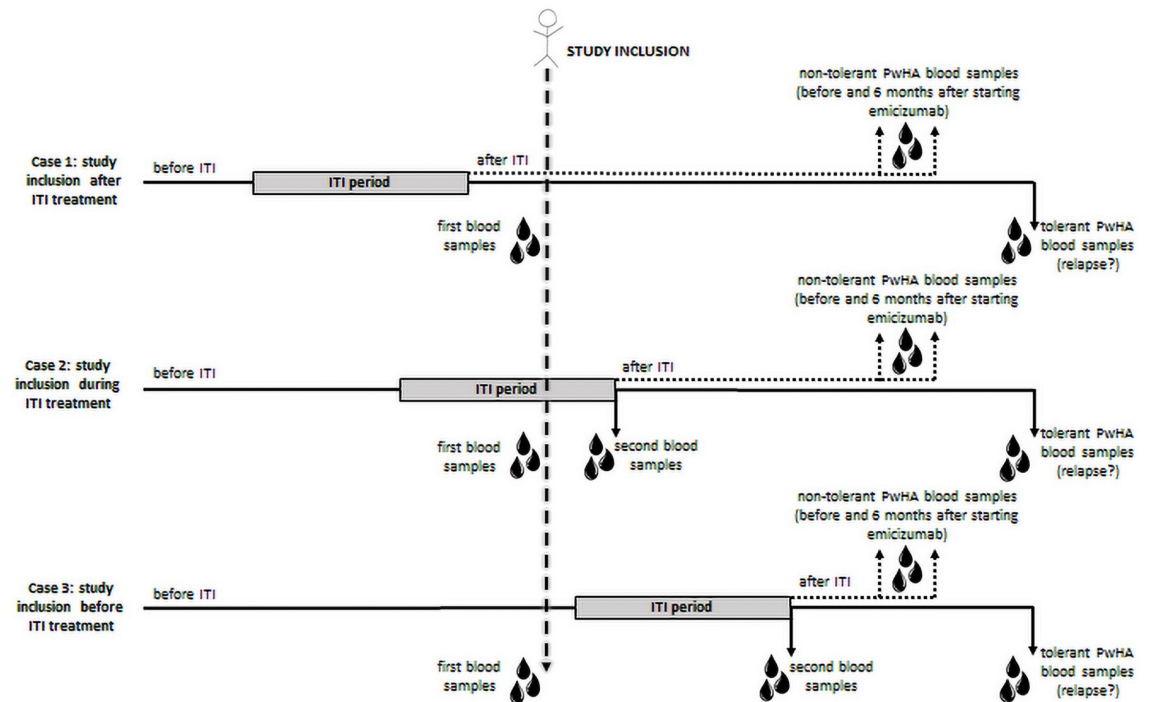 STUDY INCLUSION
non-tolerant PwHA blood samples
(before and 6 months after starting
emicizumab)
Case 1: study
inclusion after
ITI treatment
before ITI
ITI period
after ITI
first blood
samples
tolerant PwHA
blood samples
(relapse?)
non-tolerant PwHA blood samples
(before and 6 months after starting
emicizumab)
Case 2: study
inclusion during
ITI treatment
before ITI
ITI period
after ITI
first blood
samples
second blood
samples
tolerant PwHA
blood samples
(relapse?)
non-tolerant PwHA blood samples
(before and 6 months after starting
emicizumab)
Case 3: study
inclusion before
ITI treatment
before ITI
ITI period
after ITI
first blood
samples
second blood
samples
tolerant PwHA
blood samples
(relapse?)